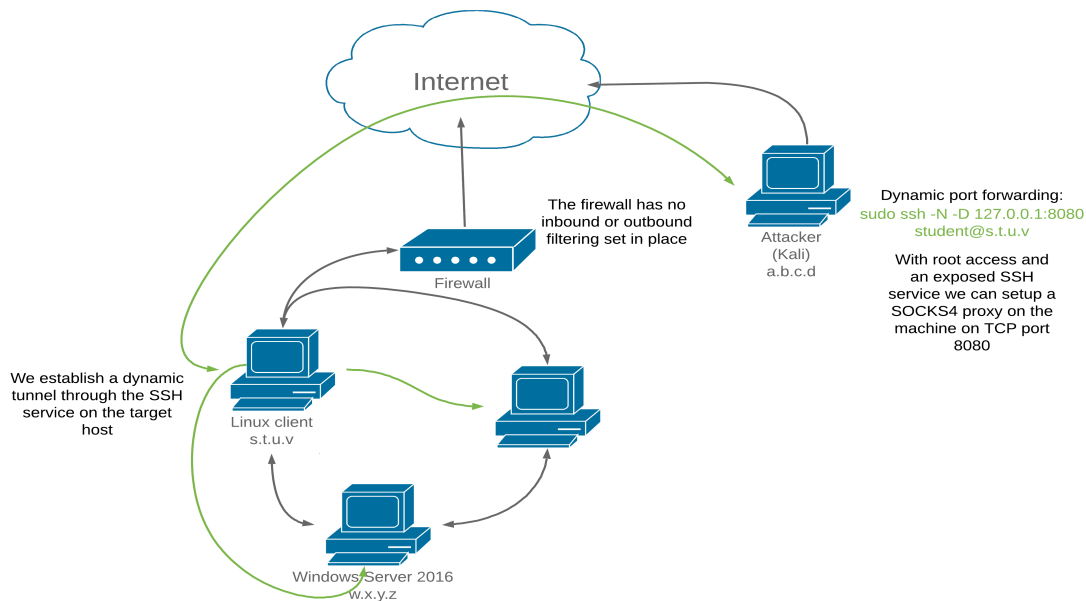 Internet
The firewall has no
inbound or outbound
filtering set in place
Firewall
Attacker
(Kali)
a.b.c.d
Dynamic port forwarding:
sudo ssh -N -D 127.0.0.1:8080
student@s.t.u.v
With root access and
an exposed SSH
service we can setup a
SOCKS4 proxy on the
machine on TCP port
8080
We establish a dynamic
tunnel through the SSH
service on the target
host
Linux client
s.t.u.v
Windows Server 2016
w.x.y.z